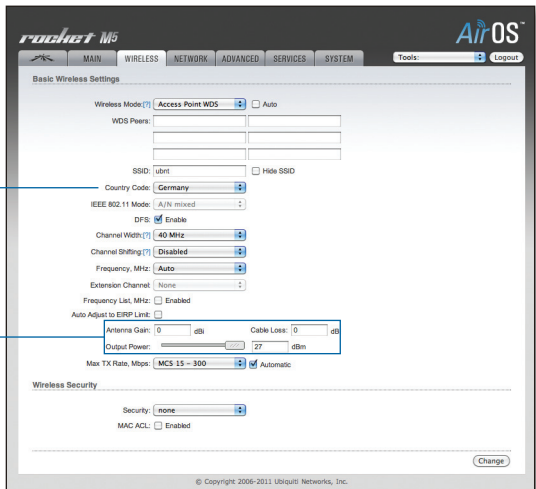 rocket M5
AirOS™
MAIN WIRELESS NETWORK ADVANCED SERVICES SYSTEM Tools: Logout
Basic Wireless Settings
Wireless Mode:[?] Access Point WDS Auto
WDS Peers:
SSID: ubnt Hide SSID
Country Code: Germany
IEEE 802.11 Mode: A/N mixed
DFS: Enable
Channel Width:[?] 40 MHz
Channel Shifting:[?] Disabled
Frequency, MHz: Auto
Extension Channel: None
Frequency List, MHz: Enabled
Auto Adjust to EIRP Limit:
Antenna Gain: 0 dBi Cable Loss: 0 dB
Output Power: 27 dBm
Max TX Rate, Mbps: MCS 15 - 300 Automatic
Wireless Security
Security: none
MAC ACL: Enabled
Change
© Copyright 2006-2011 Ubiquiti Networks, Inc.